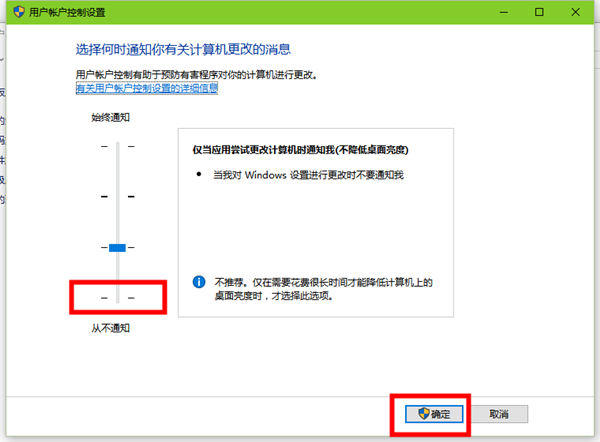 用户帐户控制设置
选择何时通知你有关计算机更改的消息
用户帐户控制有助于预防有害程序对你的计算机进行更改。
有关用户帐户控制设置的详细信息
始终通知
仅当应用尝试更改计算机时通知我(不降低桌面亮度)
当我对 Windows 设置进行更改时不要通知我
不推荐。仅在需要花费很长时间才能降低计算机上的
桌面亮度时，才选择此选项。
从不通知
确定
取消